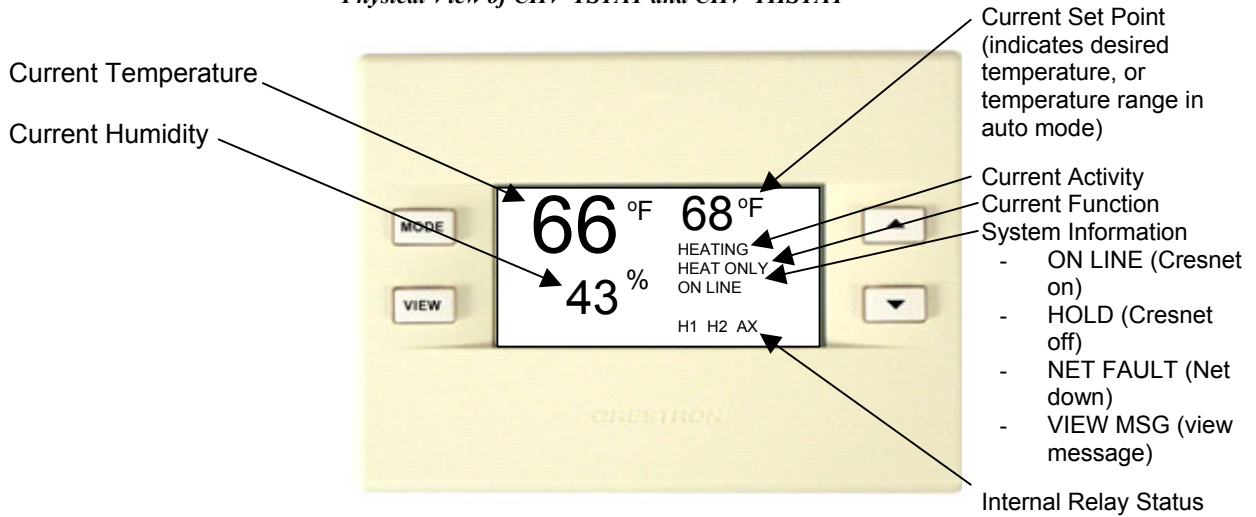 Physical View of CHV-TSTAT and CHV-THSTAT
Current Temperature
Current Humidity
Current Set Point
(indicates desired
temperature, or
temperature range in
auto mode)
Current Activity
Current Function
System Information
- ON LINE (Cresnet
on)
- HOLD (Cresnet
off)
- NET FAULT (Net
down)
- VIEW MSG (view
message)
Internal Relay Status
MODE
VIEW
66 ºF
68 ºF
HEATING
HEAT ONLY
43 %
ON LINE
H1 H2 AX
CRESTRON